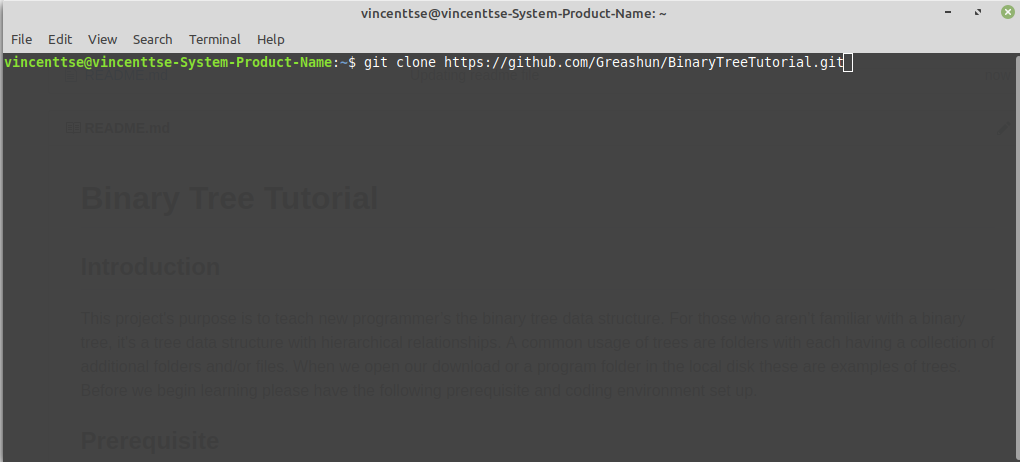 vincenttse@vincenttse-System-Product-Name: ~
File Edit View Search Terminal Help
vincenttse@vincenttse-System-Product-Name:~$ git clone https://github.com/Greashun/BinaryTreeTutorial.git
now
README.md
Binary Tree Tutorial
Introduction
This project's purpose is to teach new programmer's the binary tree data structure. For those who aren't familiar with a binary
tree, it's a tree data structure with hierarchical relationships. A common usage of trees are folders with each having a collection of
additional folders and/or files. When we open our download or a program folder in the local disk these are examples of trees.
Before we begin learning please have the following prerequisite and coding environment set up
Prerequisite